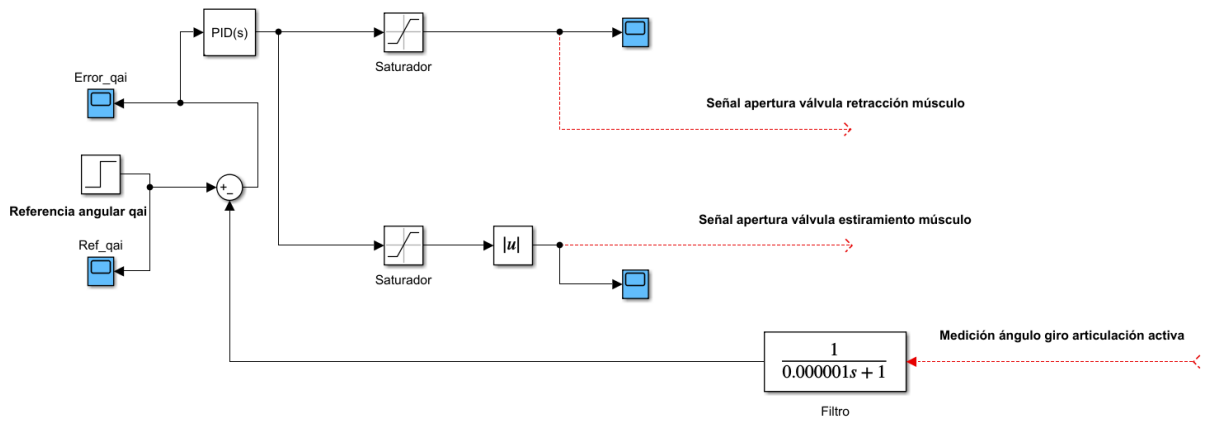 PID(s)
Saturador
Error_qai
Señal apertura válvula retracción músculo
+
-
Referencia angular qai
Señal apertura válvula estiramiento músculo
Ref_qai
|u|
Saturador
Medición ángulo giro articulación activa
1
0.000001s + 1
Filtro